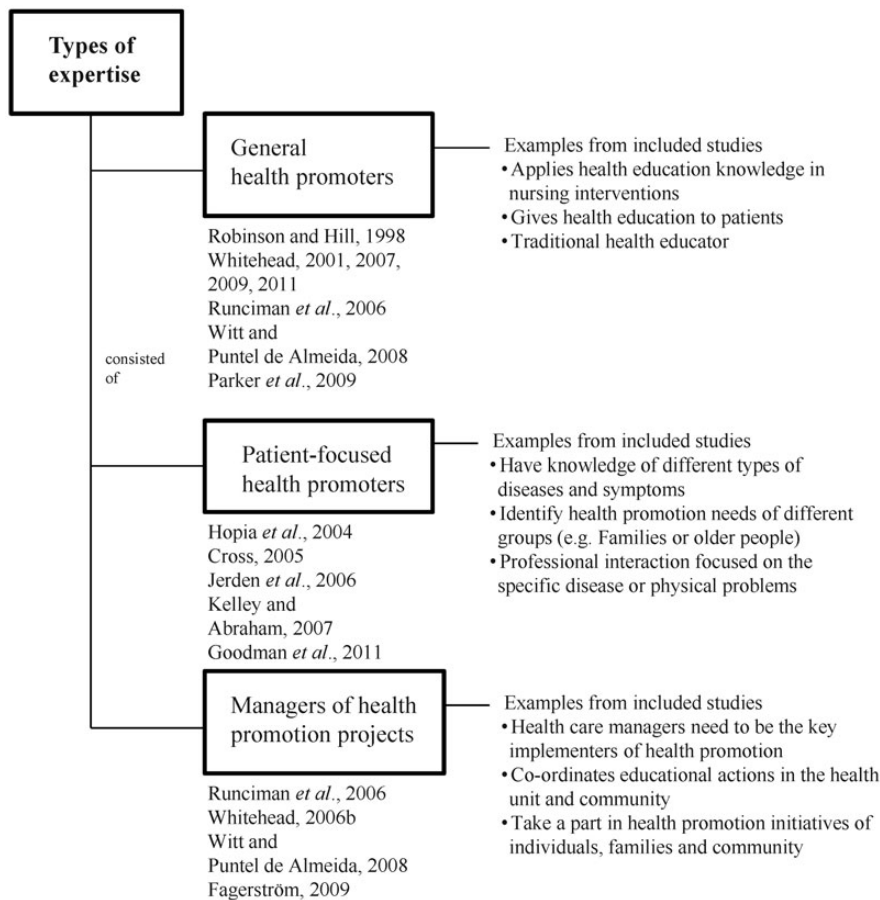 Types of
expertise
General
health promoters
Examples from included studies
• Applies health education knowledge in
nursing interventions
• Gives health education to patients
• Traditional health educator
Robinson and Hill, 1998
Whitehead, 2001, 2007,
2009, 2011
Runciman et al., 2006
Witt and
Puntel de Almeida, 2008
Parker et al., 2009
consisted
of
Patient-focused
health promoters
Examples from included studies
• Have knowledge of different types of
diseases and symptoms
• Identify health promotion needs of different
groups (e.g. Families or older people)
• Professional interaction focused on the
specific disease or physical problems
Hopia et al., 2004
Cross, 2005
Jerden et al., 2006
Kelley and
Abraham, 2007
Goodman et al., 2011
Managers of health
promotion projects
Examples from included studies
• Health care managers need to be the key
implementers of health promotion
• Co-ordinates educational actions in the health
unit and community
• Take a part in health promotion initiatives of
individuals, families and community
Runciman et al., 2006
Whitehead, 2006b
Witt and
Puntel de Almeida, 2008
Fagerström, 2009